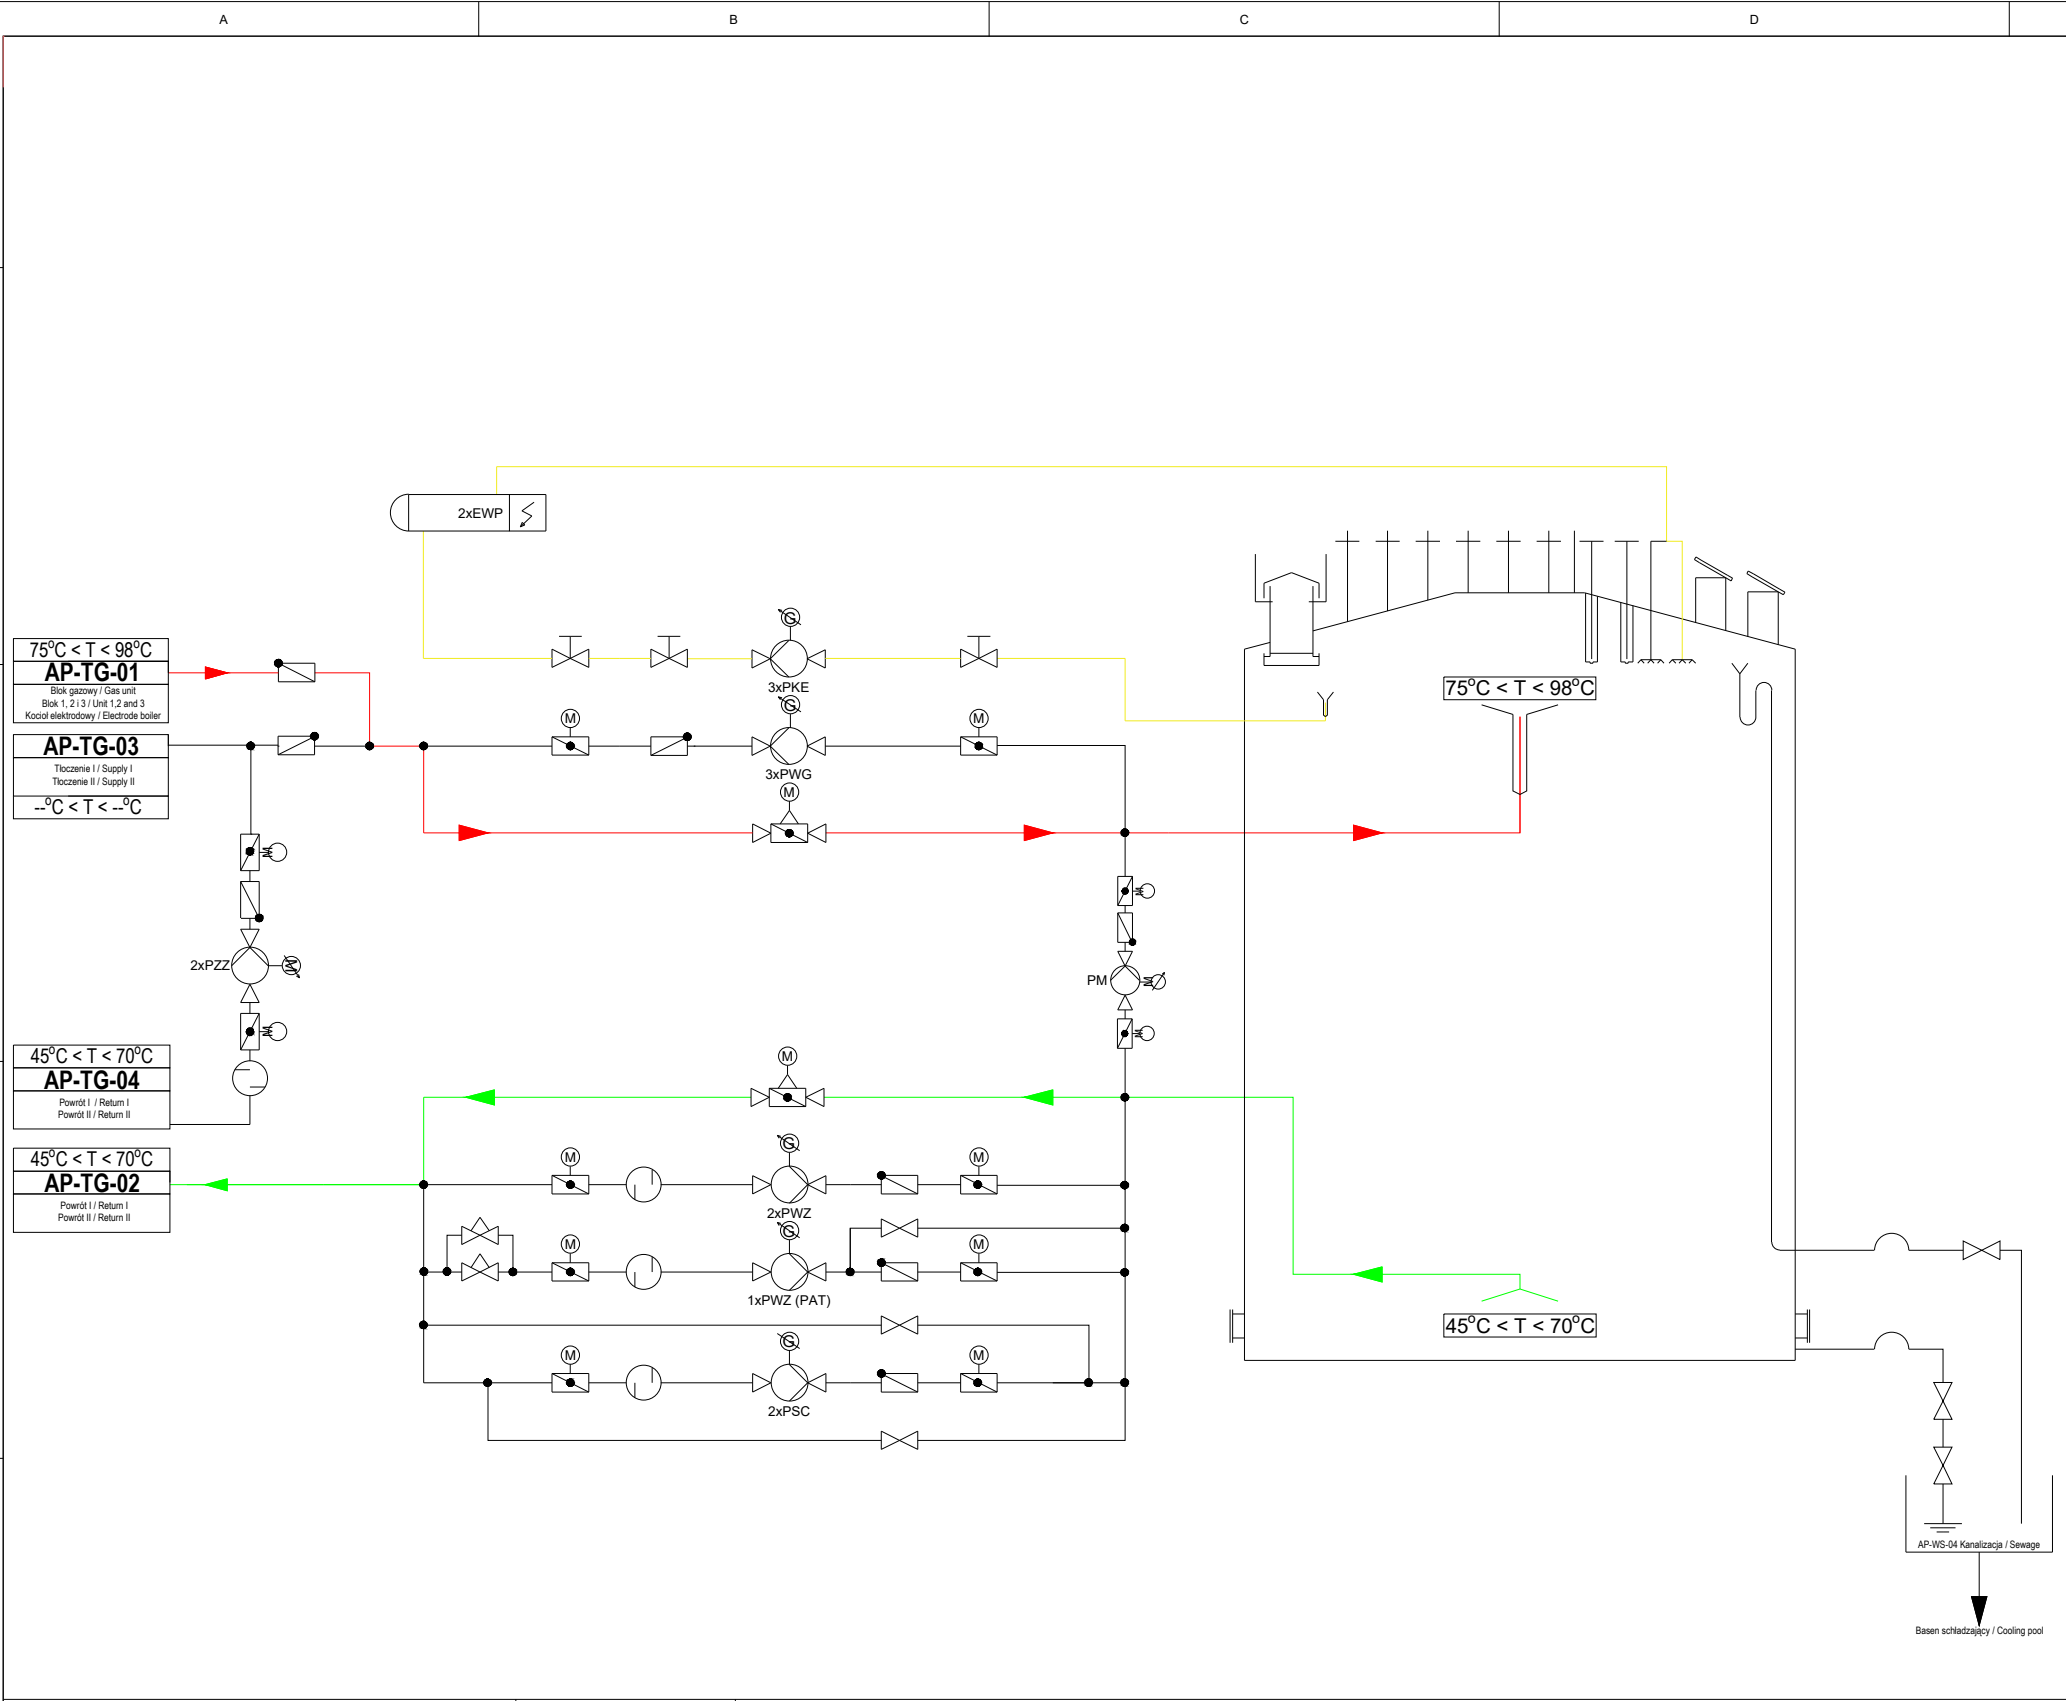 A
B
C
D
2xEWP
75°C < T < 98°C
AP-TG-01
Blok gazowy / Gas unit
Blok 1, 2 i 3 / Unit 1,2 and 3
Kocioł elektrodowy / Electrode boiler
G
3xPKE
75°C < T < 98°C
AP-TG-03
Tłoczenie I / Supply I
Tłoczenie II / Supply II
--°C < T < --°C
M
G
M
3xPWG
M
M
M
2xPZZ
M
M
PM
M
M
M
45°C < T < 70°C
AP-TG-04
Powrót I / Return I
Powrót II / Return II
M
45°C < T < 70°C
AP-TG-02
Powrót I / Return I
Powrót II / Return II
M
G
M
2xPWZ
M
G
M
1xPWZ (PAT)
45°C < T < 70°C
M
G
M
2xPSC
AP-WS-04 Kanalizacja / Sewage
Basen schładzający / Cooling pool